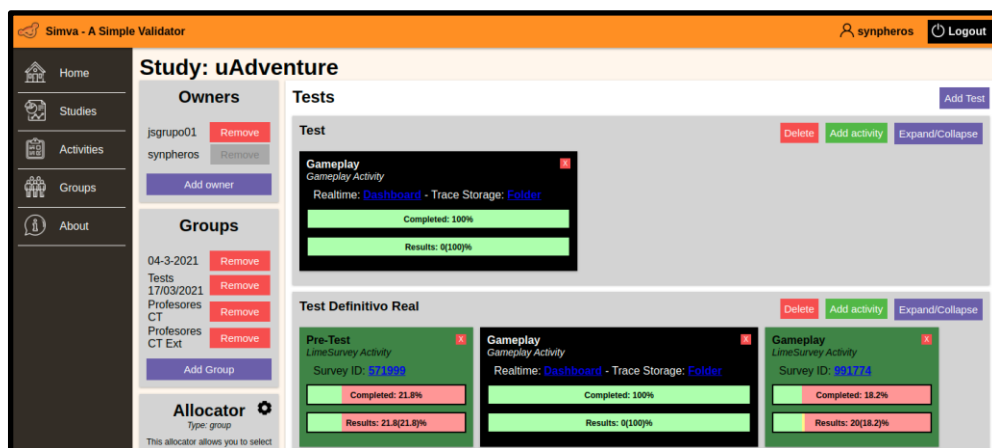 Simva - A Simple Validator
synpheros
Logout
Home
Studies
Activities
Groups
About
Study: uAdventure
Owners
jsgrupo01 Remove
synpheros Remove
Add owner
Groups
04-3-2021 Remove
Tests
17/03/2021 Remove
Profesores
CT Remove
Profesores
CT Ext Remove
Add Group
Allocator
Type: group
This allocator allows you to select
Tests
Add Test
Test
Delete Add activity Expand/Collapse
Gameplay X
Gameplay Activity
Realtime: Dashboard - Trace Storage: Folder
Completed: 100%
Results: 0(100)%
Test Definitivo Real
Delete Add activity Expand/Collapse
Pre-Test X
LimeSurvey Activity
Survey ID: 571999
Completed: 21.8%
Results: 21.8(21.8)%
Gameplay X
Gameplay Activity
Realtime: Dashboard - Trace Storage: Folder
Completed: 100%
Results: 0(100)%
Gameplay X
LimeSurvey Activity
Survey ID: 991774
Completed: 18.2%
Results: 20(18.2)%